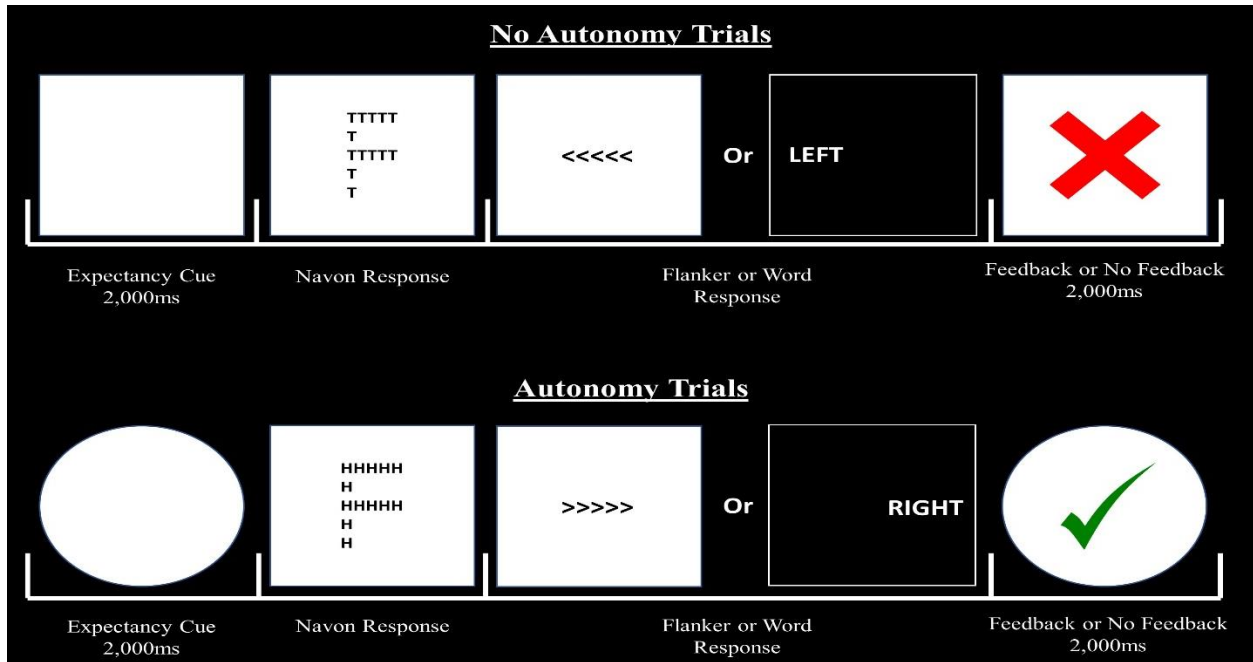 No Autonomy Trials
TTTTT
T
TTTTT
T
T
<<<<<
Or
LEFT
Expectancy Cue
2,000ms
Navon Response
Flanker or Word
Response
Feedback or No Feedback
2,000ms
Autonomy Trials
HHHHH
H
HHHHH
H
H
>>>>>
Or
RIGHT
Expectancy Cue
2,000ms
Navon Response
Flanker or Word
Response
Feedback or No Feedback
2,000ms